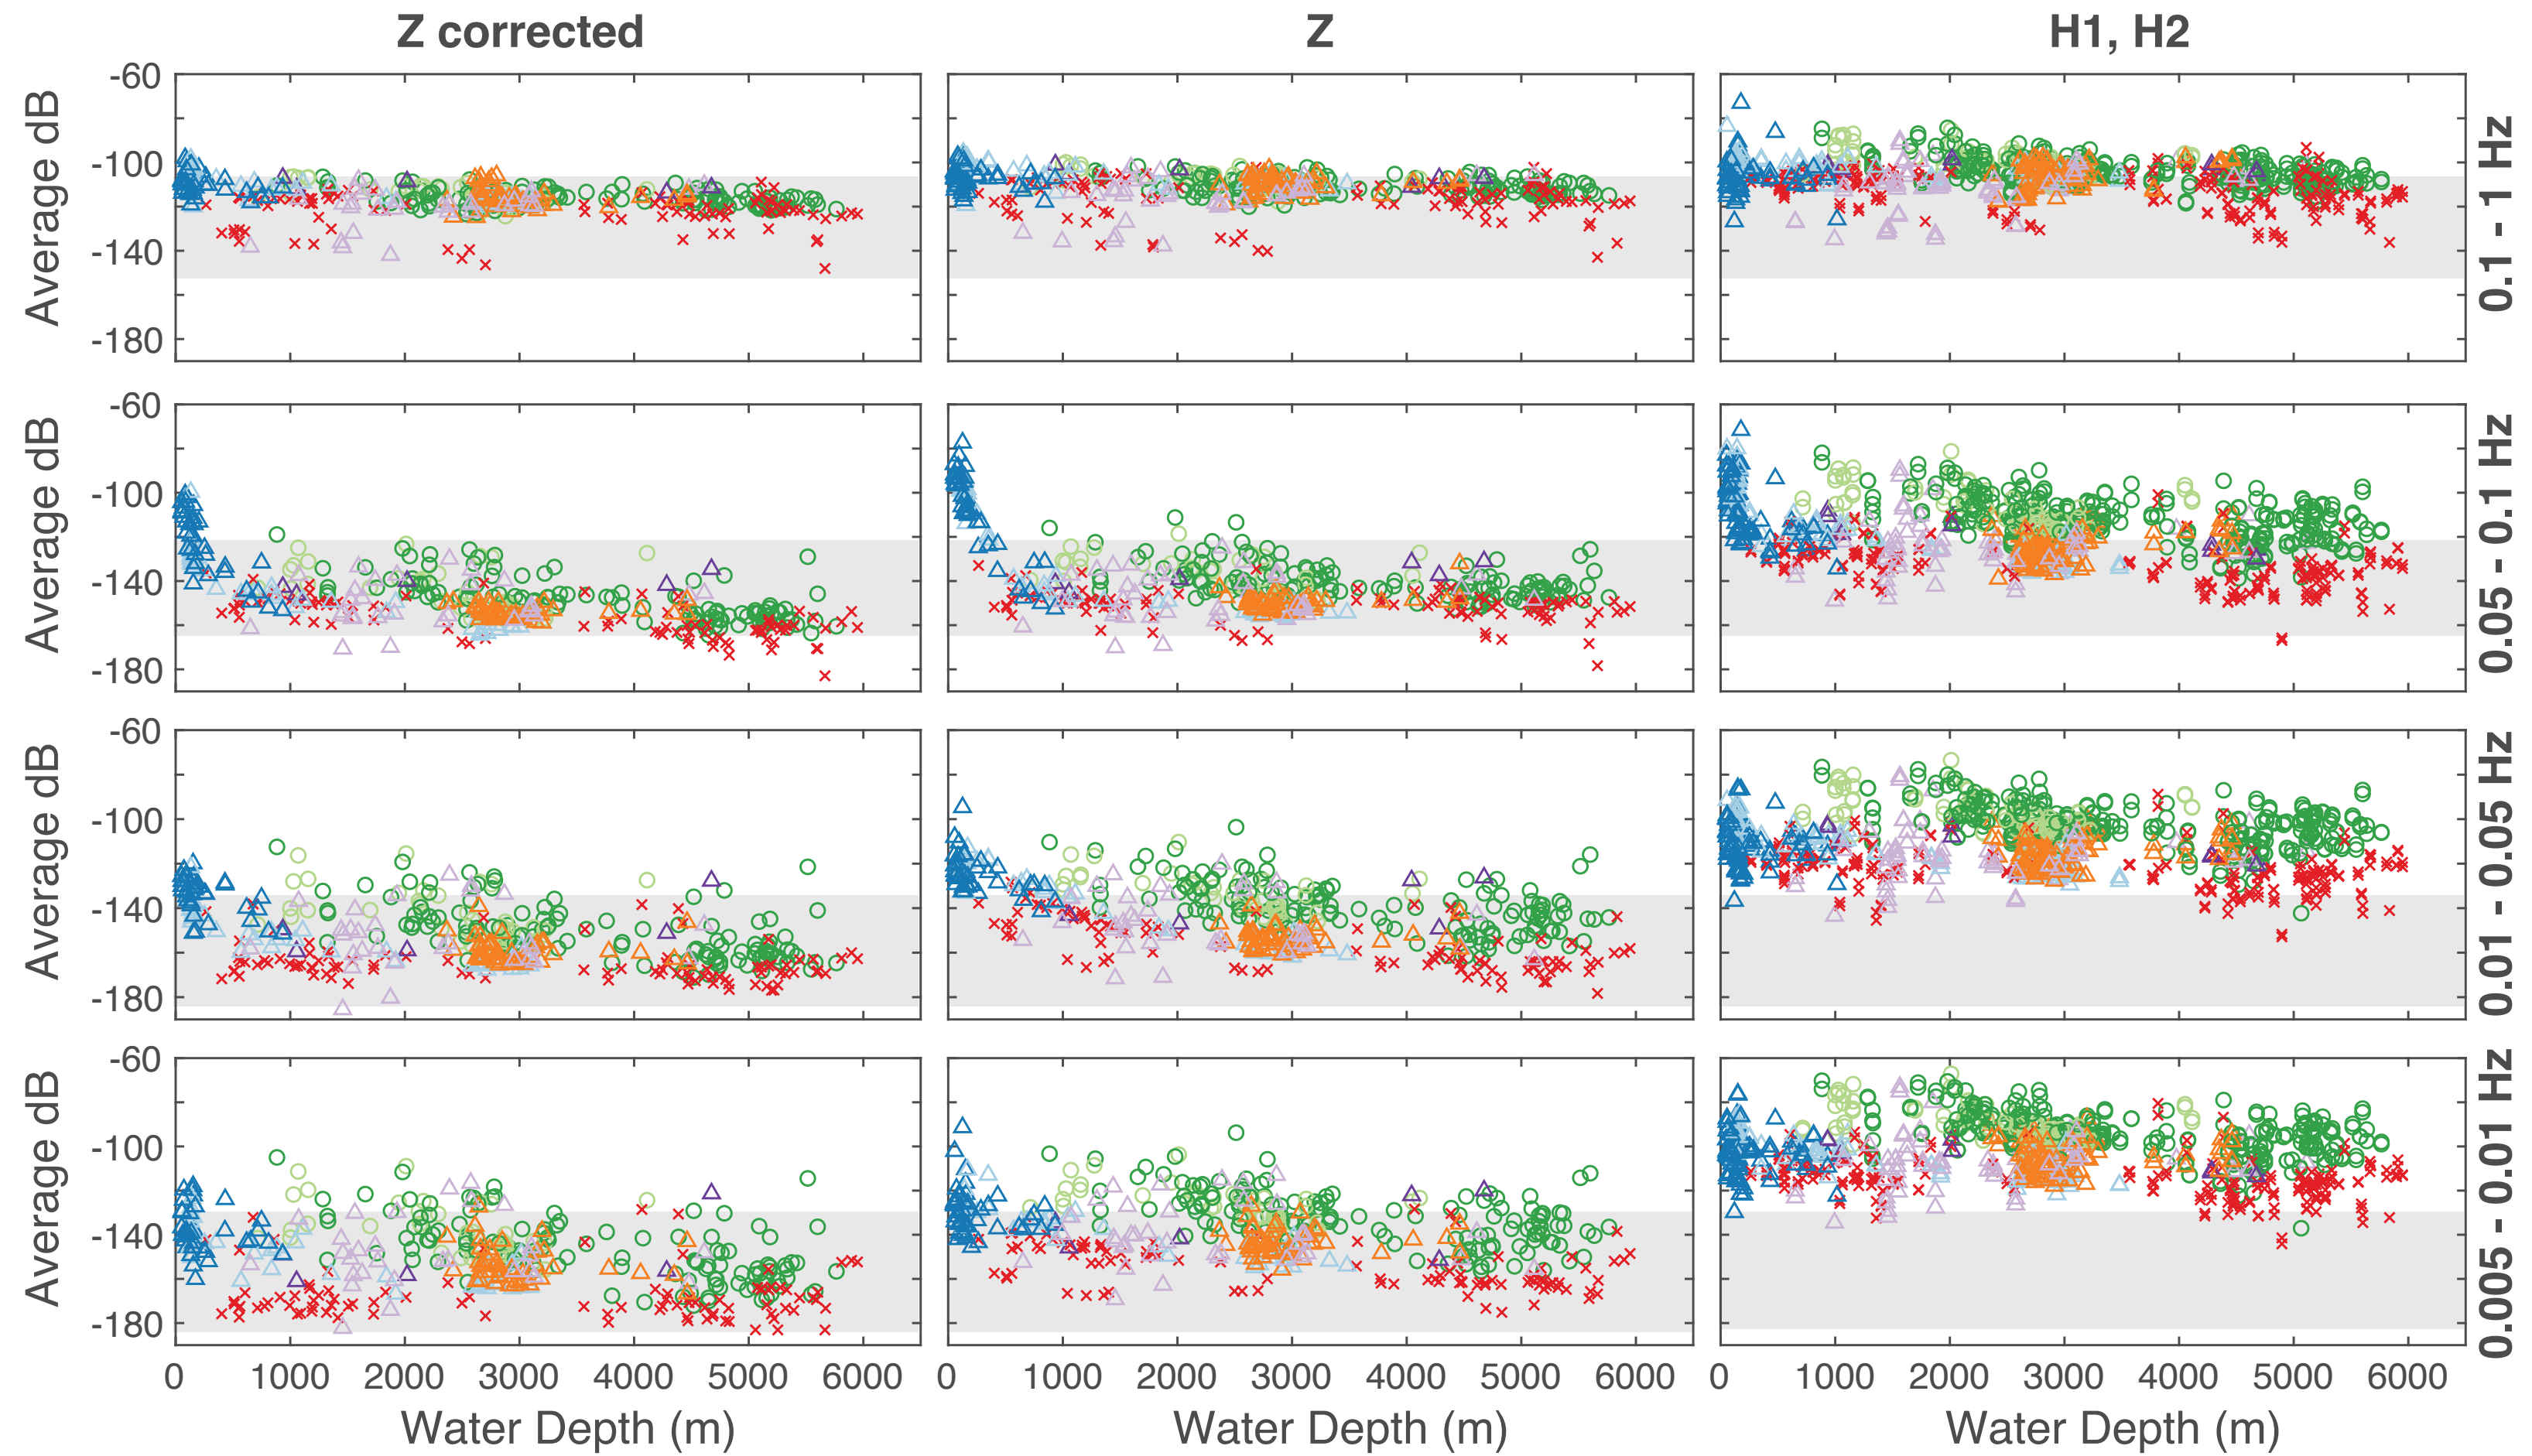 Z corrected Z H1, H2
-60
-100
-140
-180
Average dB
0.1 - 1 Hz
-60
-100
-140
-180
Average dB
0.05 - 0.1 Hz
-60
-100
-140
-180
Average dB
0.01 - 0.05 Hz
-60
-100
-140
-180
Average dB
0.005 - 0.01 Hz
0 1000 2000 3000 4000 5000 6000 0 1000 2000 3000 4000 5000 6000 0 1000 2000 3000 4000 5000 6000
Water Depth (m) Water Depth (m) Water Depth (m)